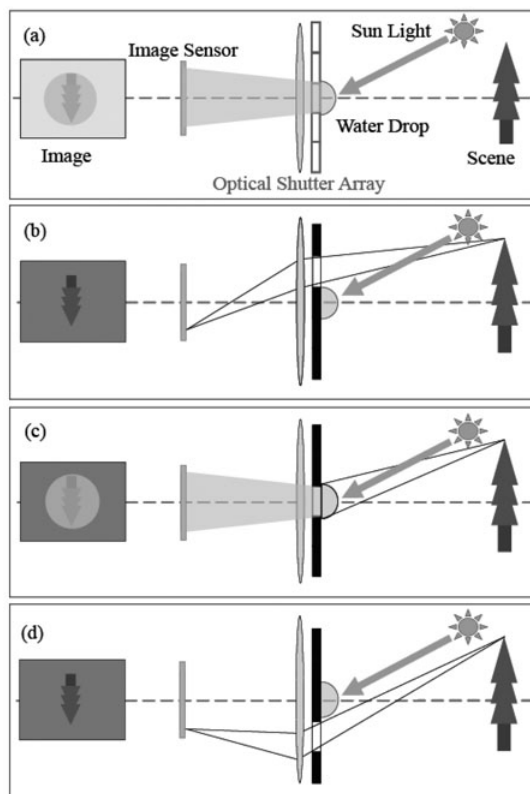 (a)
Image Sensor
Sun Light
Image
Water Drop
Scene
Optical Shutter Array
(b)
(c)
(d)